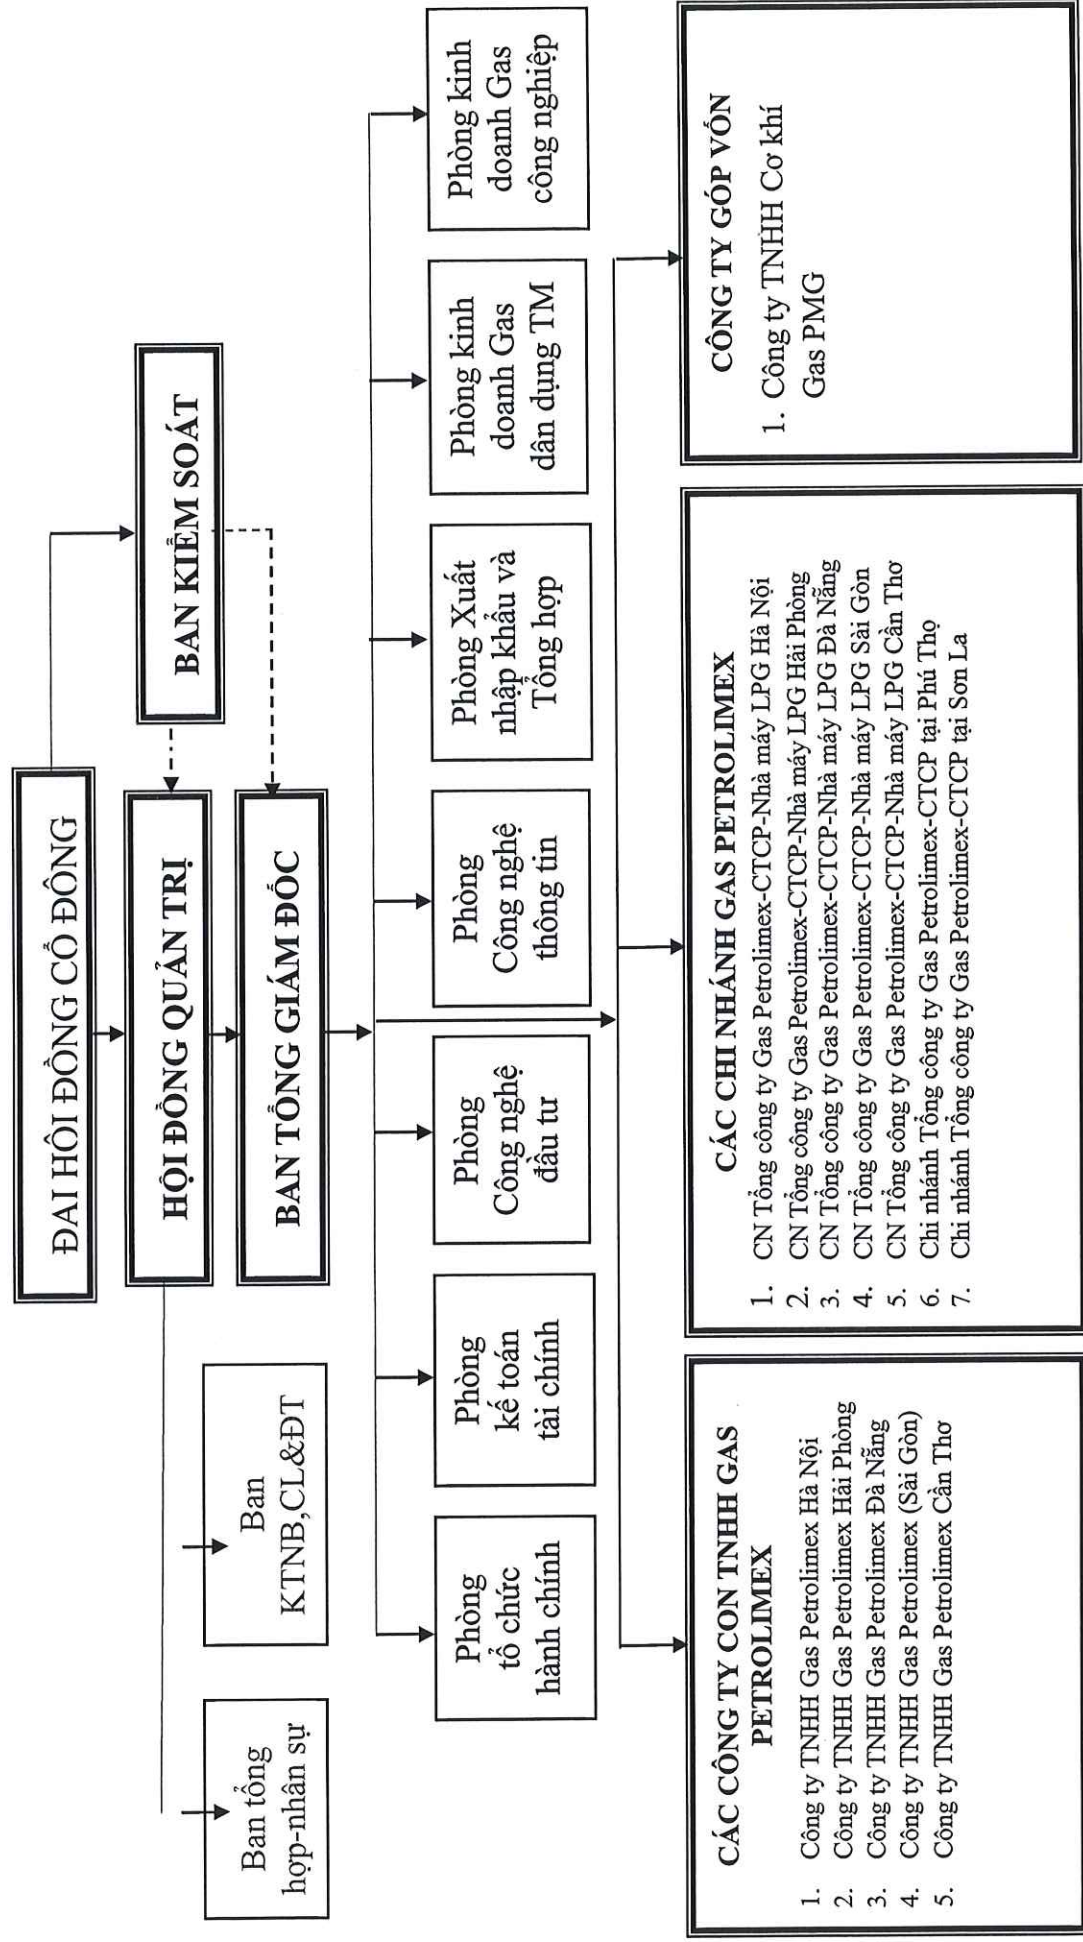 ĐẠI HÔI ĐỒNG CỔ ĐÔNG
BAN KIỂM SOÁT
HỘI ĐỒNG QUẢN TRỊ
BAN TỔNG GIÁM ĐỐC
Ban tổng
hợp-nhân sự
Ban
KTNB,CL&ĐT
Phòng
tổ chức
hành chính
Phòng
kế toán
tài chính
Phòng
Công nghệ
đầu tư
Phòng
Công nghệ
thông tin
Phòng Xuất
nhập khẩu và
Tổng hợp
Phòng kinh
doanh Gas
dân dụng TM
Phòng kinh
doanh Gas
công nghiệp
CÁC CÔNG TY CON TNHH GAS
PETROLIMEX
1. Công ty TNHH Gas Petrolimex Hà Nội
2. Công ty TNHH Gas Petrolimex Hải Phòng
3. Công ty TNHH Gas Petrolimex Đà Nẵng
4. Công ty TNHH Gas Petrolimex (Sài Gòn)
5. Công ty TNHH Gas Petrolimex Cần Thơ
CÁC CHI NHÁNH GAS PETROLIMEX
1. CN Tổng công ty Gas Petrolimex-CTCP-Nhà máy LPG Hà Nội
2. CN Tổng công ty Gas Petrolimex-CTCP-Nhà máy LPG Hải Phòng
3. CN Tổng công ty Gas Petrolimex-CTCP-Nhà máy LPG Đà Nẵng
4. CN Tổng công ty Gas Petrolimex-CTCP-Nhà máy LPG Sài Gòn
5. CN Tổng công ty Gas Petrolimex-CTCP-Nhà máy LPG Cần Thơ
6. Chi nhánh Tổng công ty Gas Petrolimex-CTCP tại Phú Thọ
7. Chi nhánh Tổng công ty Gas Petrolimex-CTCP tại Sơn La
CÔNG TY GÓP VỐN
1. Công ty TNHH Cơ khí
Gas PMG